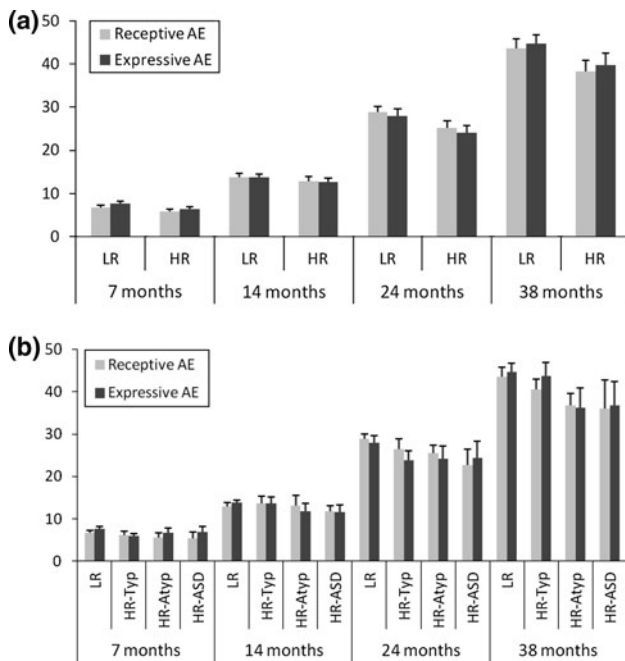 (a)
50
Receptive AE
40
Expressive AE
30
20
10
0
LR HR LR HR LR HR LR HR
7 months 14 months 24 months 38 months
(b)
50
Receptive AE
40
Expressive AE
30
20
10
0
LR HR-Typ HR-Atyp HR-ASD LR HR-Typ HR-Atyp HR-ASD LR HR-Typ HR-Atyp HR-ASD LR HR-Typ HR-Atyp HR-ASD
7 months 14 months 24 months 38 months